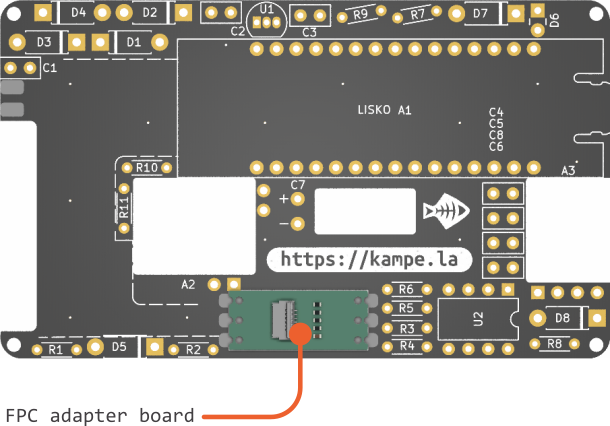 D4
D2
C2
U1
C3
R9
R7
D7
D6
D3
D1
C1
LISKO A1
C4
C5
C8
C6
R10
R11
C7
+
−
A3
https://kampe.la
A2
R6
R5
R3
R4
U2
D8
R8
R1
D5
R2
FPC adapter board